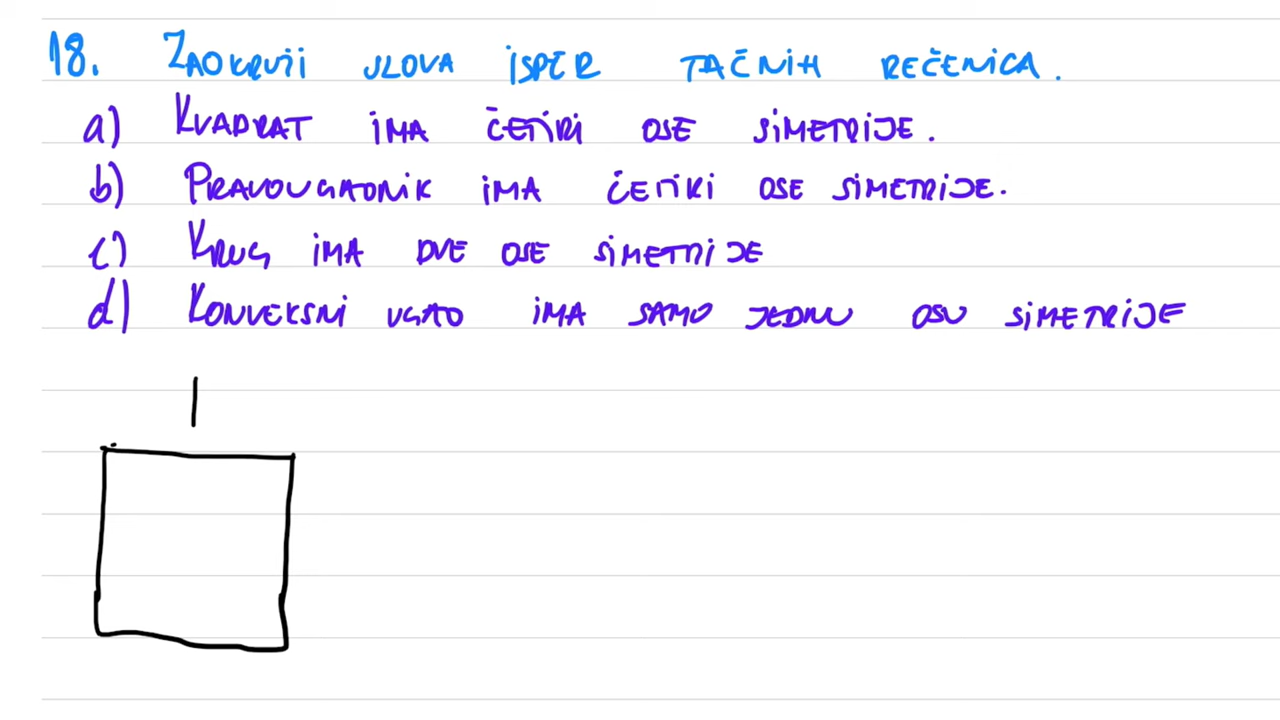 18. ZAOKRUŽI SLOVA ISPER TAČNIH REČENICA.
a) KVADRAT IMA ČETIRI OSE SIMETRIJE.
b) PRAVOUGAONIK IMA ČETIRI OSE SIMETRIJE.
c) KRUG IMA DVE OSE SIMETRIJE
d) KONVEKSNI UGAO IMA SAMO JEDNU OSU SIMETRIJE